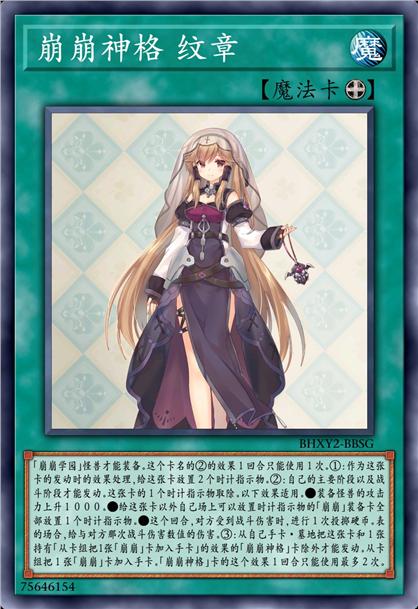 崩崩神格 纹章
魔
【魔法卡】
BHXY2-BBSG
「崩崩学园」怪兽才能装备。这个卡名的②的效果1回合只能使用1次。①:作为这张
卡的发动时的效果处理,给这张卡放置2个时计指示物。②:自己的主要阶段以及战
斗阶段才能发动。这张卡的1个时计指示物取除,以下效果适用。●装备怪兽的攻击
力上升1000。●给这张卡以外自己场上可以放置时计指示物的「崩崩」装备卡全
部放置1个时计指示物。●这个回合,对方受到战斗伤害时,进行1次投掷硬币。表
的场合,给与对方那次战斗伤害数值的伤害。③:从自己手卡·墓地把这张卡和1张
持有「从卡组把1张「崩崩」卡加入手卡」的效果的「崩崩神格」卡除外才能发动。从卡
组把1张「崩崩」卡加入手卡。「崩崩神格」卡的这个效果1回合只能使用最多2次。
75646154